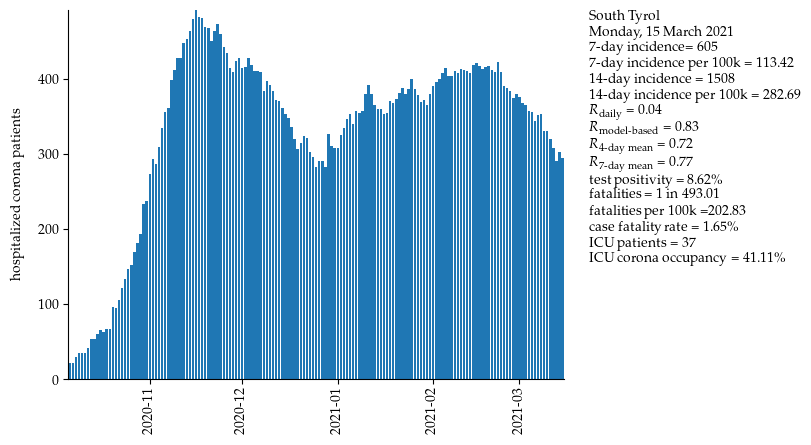 South Tyrol
Monday, 15 March 2021
7-day incidence= 605
7-day incidence per 100k = 113.42
14-day incidence = 1508
14-day incidence per 100k = 282.69
R daily = 0.04
R model-based = 0.83
R 4-day mean = 0.72
R 7-day mean = 0.77
test positivity = 8.62%
fatalities = 1 in 493.01
fatalities per 100k =202.83
case fatality rate = 1.65%
ICU patients = 37
ICU corona occupancy = 41.11%
hospitalized corona patients
400
300
200
100
0
2020-11
2020-12
2021-01
2021-02
2021-03